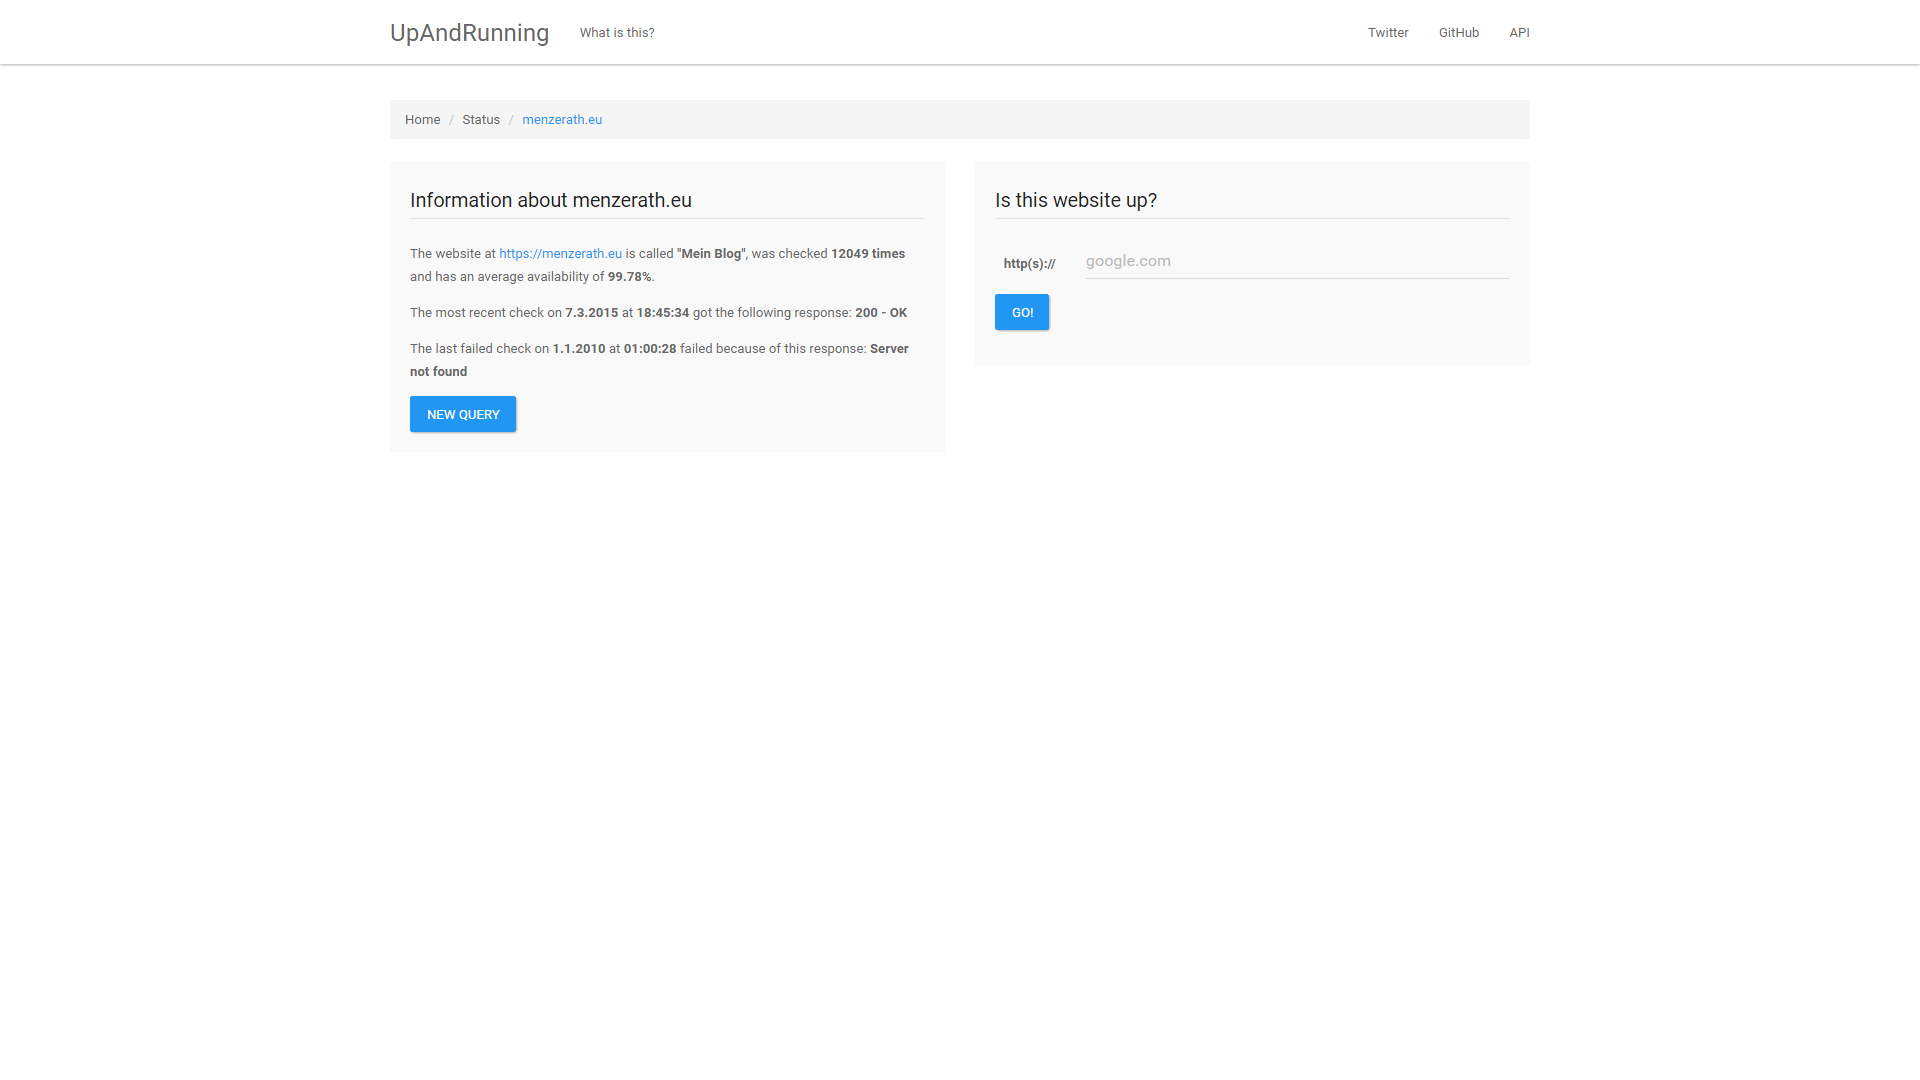 UpAndRunning What is this? Twitter GitHub API
Home / Status / menzerath.eu
Information about menzerath.eu
The website at https://menzerath.eu is called "Mein Blog", was checked 12049 times
and has an average availability of 99.78%.
The most recent check on 7.3.2015 at 18:45:34 got the following response: 200 - OK
The last failed check on 1.1.2010 at 01:00:28 failed because of this response: Server
not found
NEW QUERY
Is this website up?
http(s):// google.com
GO!